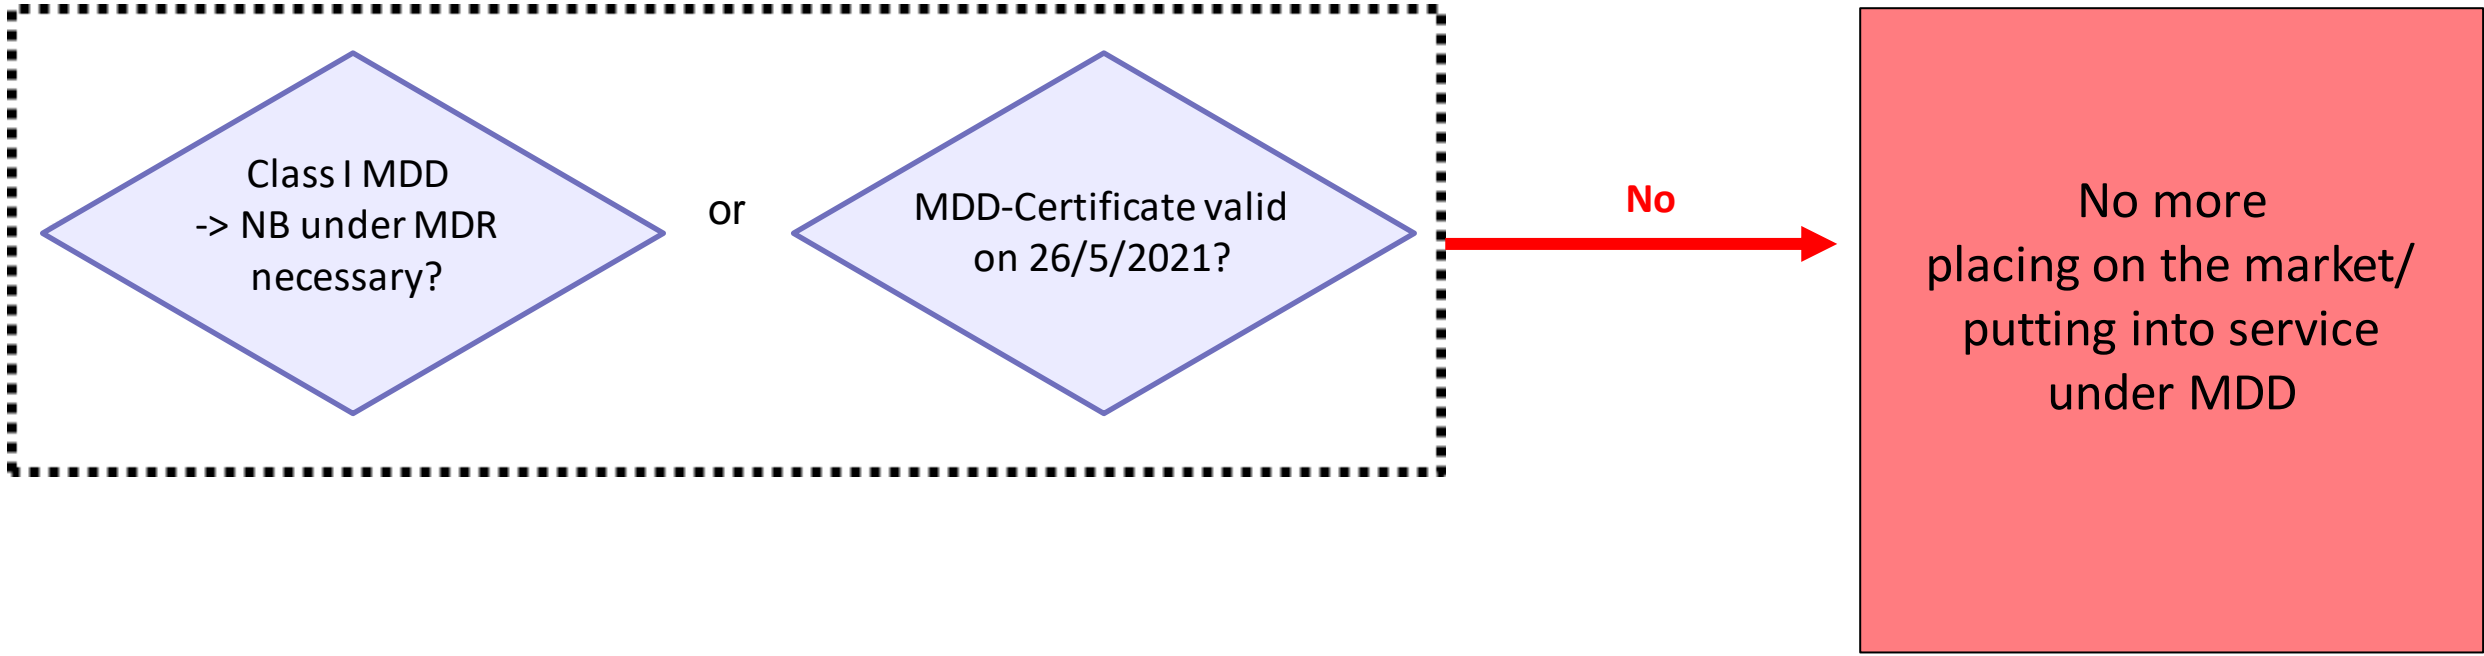 Class I MDD
-> NB under MDR
necessary?
or
MDD-Certificate valid
on 26/5/2021?
No
No more
placing on the market/
putting into service
under MDD